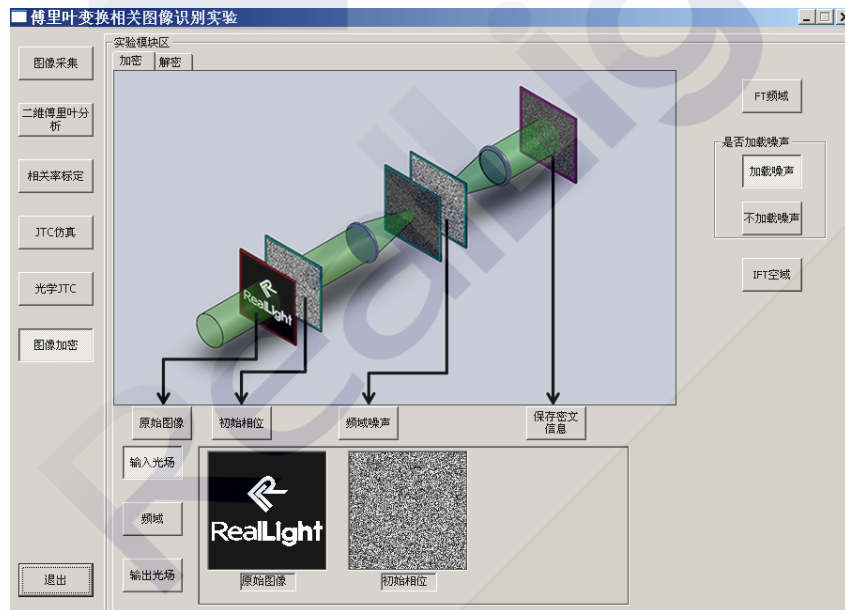 傅里叶变换相关图像识别实验
图像采集
二维傅里叶分
析
相关率标定
JTC仿真
光学JTC
图像加密
退出
实验模块区
加密
解密
RealLight
原始图像
初始相位
频域噪声
保存密文
信息
输入光场
频域
输出光场
RealLight
原始图像
初始相位
FT频域
是否加载噪声
加载噪声
不加载噪声
IFT空域
RealLig